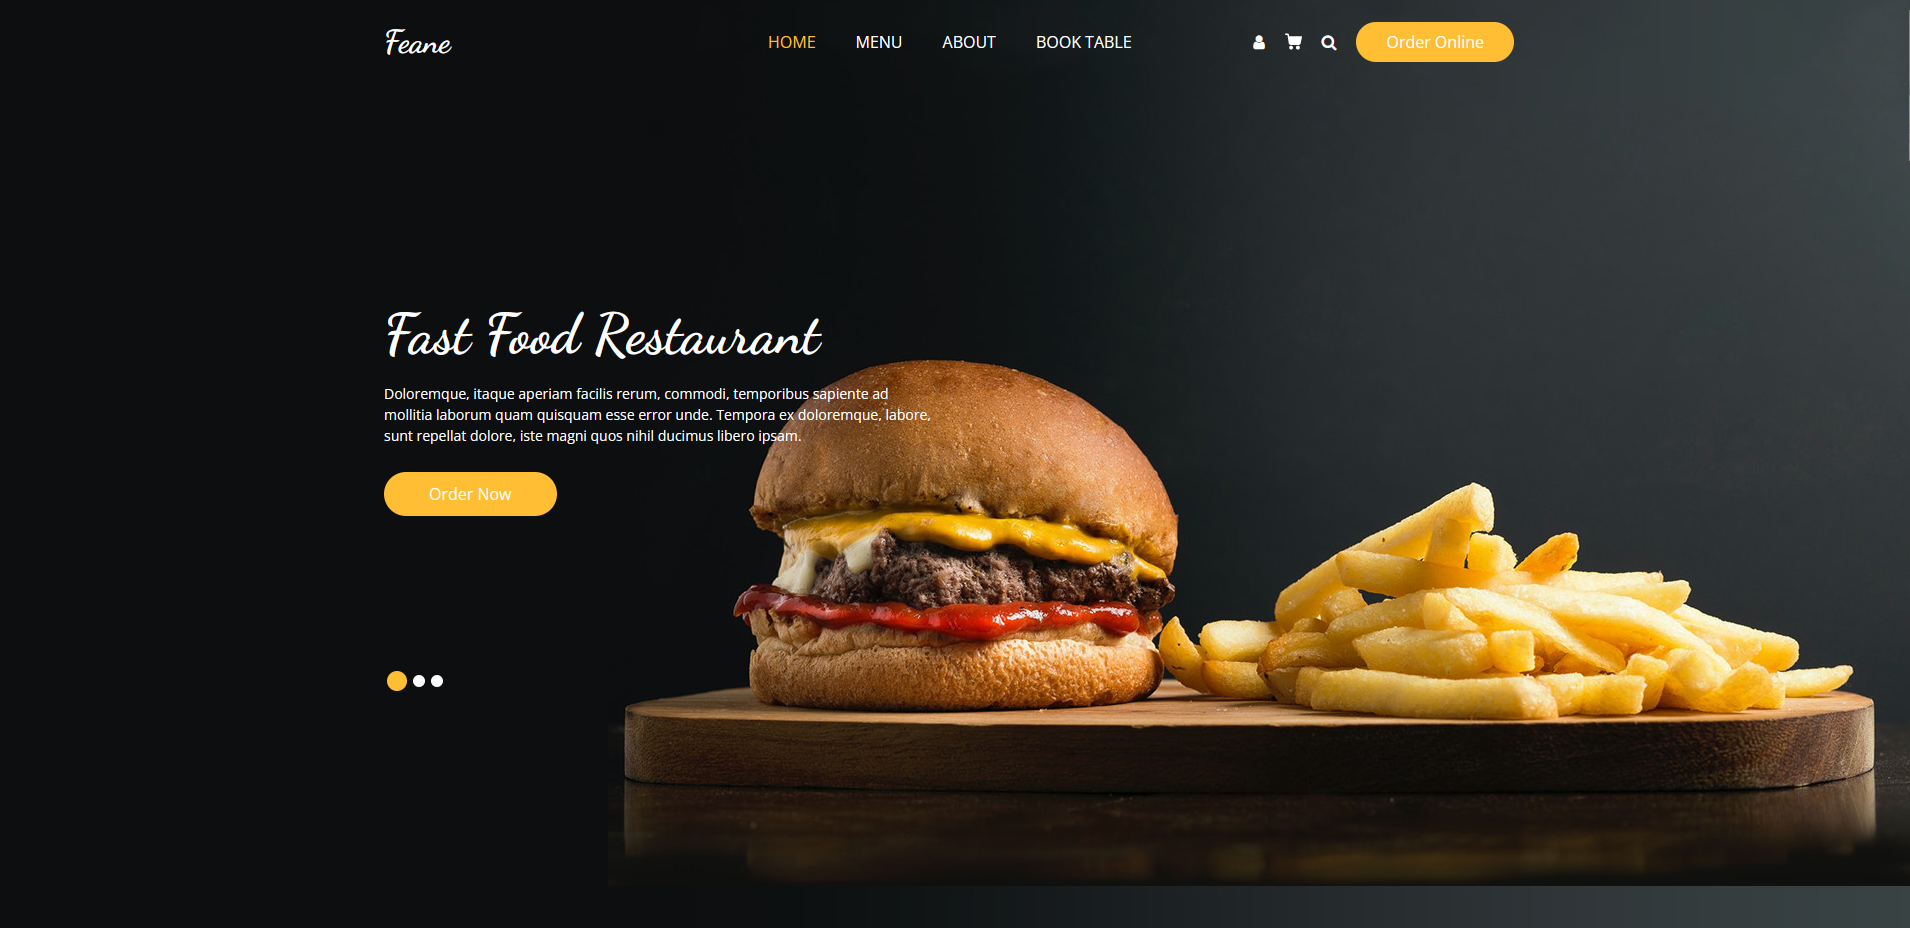 Feane
HOME MENU ABOUT BOOK TABLE Order Online
Fast Food Restaurant
Doloremque, itaque aperiam facilis rerum, commodi, temporibus sapiente ad
mollitia laborum quam quisquam esse error unde. Tempora ex doloremque, labore,
sunt repellat dolore, iste magni quos nihil ducimus libero ipsam.
Order Now